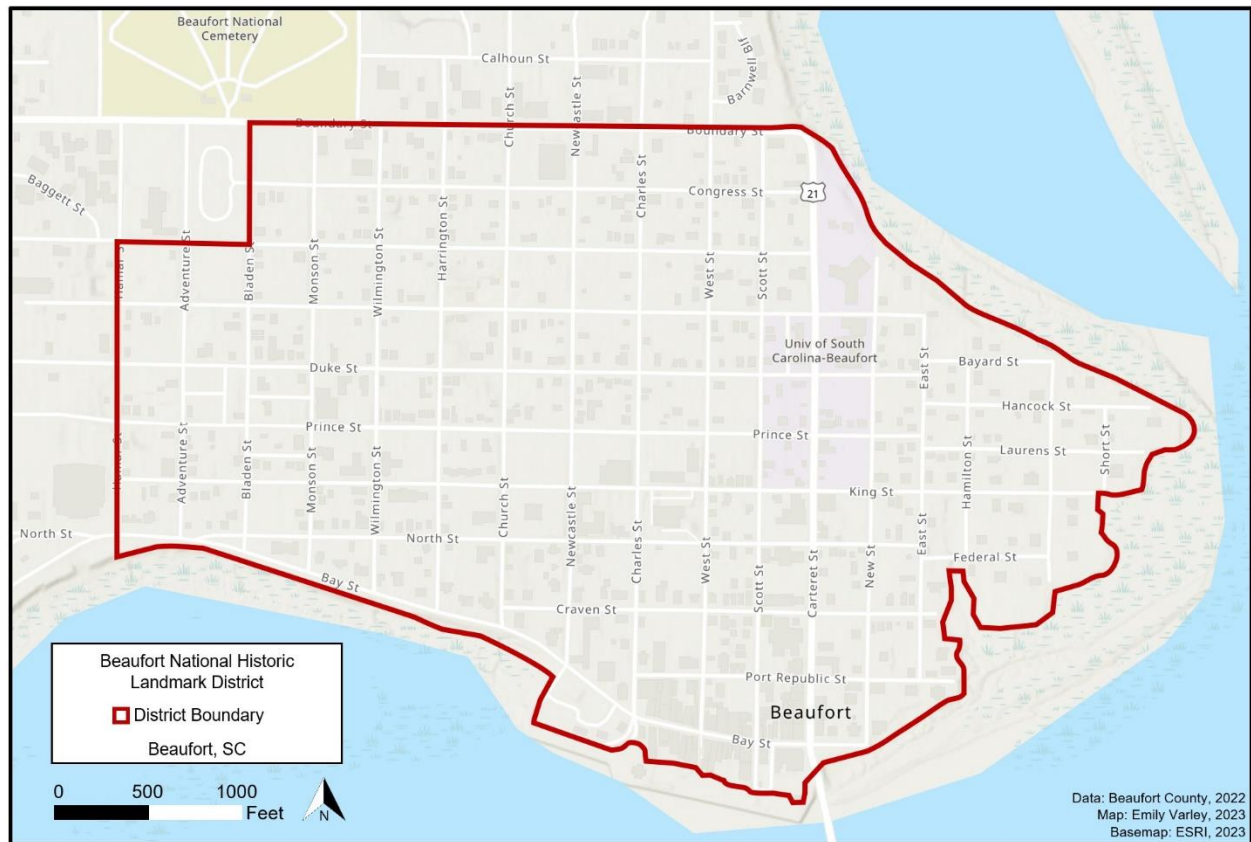 Beaufort National
Cemetery
Calhoun St
Barnwell Blf
Church St
Newcastle St
Boundary St
Boundary St
Charles St
Congress St
21
Baggett St
Hamar St
Adventure St
Bladen St
Monson St
Wilmington St
Harrington St
West St
Scott St
Univ of South
Carolina-Beaufort
East St
Bayard St
Duke St
Hancock St
Prince St
Prince St
Laurens St
Short St
Hamilton St
Hamar St
Adventure St
Bladen St
Monson St
Wilmington St
Church St
Newcastle St
Charles St
King St
North St
North St
West St
Scott St
Carteret St
New St
East St
Federal St
Bay St
Craven St
Port Republic St
Beaufort
Bay St
Beaufort National Historic
Landmark District
District Boundary
Beaufort, SC
0 500 1000
Feet
N
Data: Beaufort County, 2022
Map: Emily Varley, 2023
Basemap: ESRI, 2023